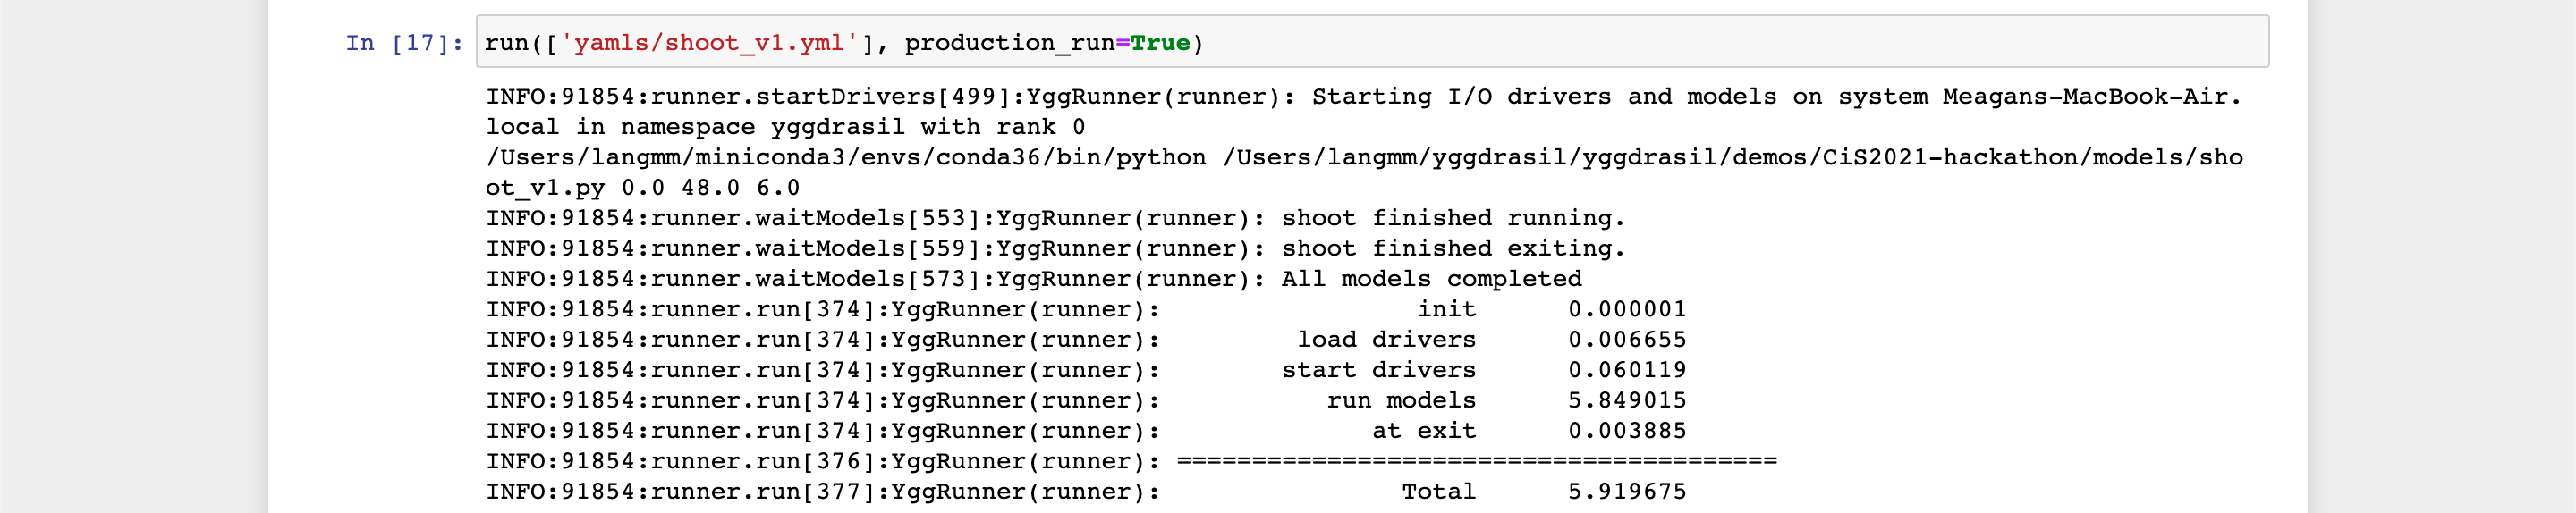 In [17]: run(['yamls/shoot_v1.yml'], production_run=True)
INFO:91854:runner.startDrivers[499]:YggRunner(runner): Starting I/O drivers and models on system Meagans-MacBook-Air.
local in namespace yggdrasil with rank 0
/Users/langmm/miniconda3/envs/conda36/bin/python /Users/langmm/yggdrasil/yggdrasil/demos/CiS2021-hackathon/models/sho
ot_v1.py 0.0 48.0 6.0
INFO:91854:runner.waitModels[553]:YggRunner(runner): shoot finished running.
INFO:91854:runner.waitModels[559]:YggRunner(runner): shoot finished exiting.
INFO:91854:runner.waitModels[573]:YggRunner(runner): All models completed
INFO:91854:runner.run[374]:YggRunner(runner):                 init      0.000001
INFO:91854:runner.run[374]:YggRunner(runner):         load drivers      0.006655
INFO:91854:runner.run[374]:YggRunner(runner):        start drivers      0.060119
INFO:91854:runner.run[374]:YggRunner(runner):           run models      5.849015
INFO:91854:runner.run[374]:YggRunner(runner):              at exit      0.003885
INFO:91854:runner.run[376]:YggRunner(runner): ========================================
INFO:91854:runner.run[377]:YggRunner(runner):                Total      5.919675